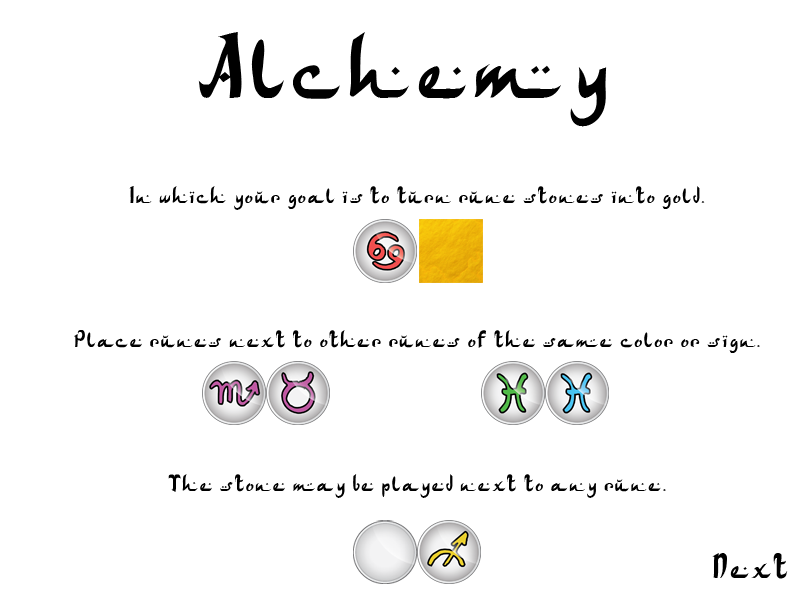 Alchemy
In which your goal is to turn rune stones into gold.
Place runes next to other runes of the same color or sign.
The stone may be played next to any rune.
Next